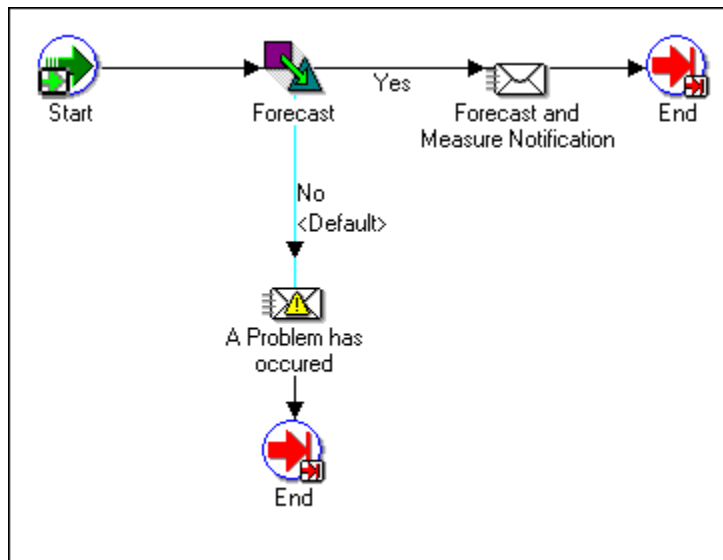 Start
Forecast
Yes
Forecast and
Measure Notification
End
No
<Default>
A Problem has
occured
End